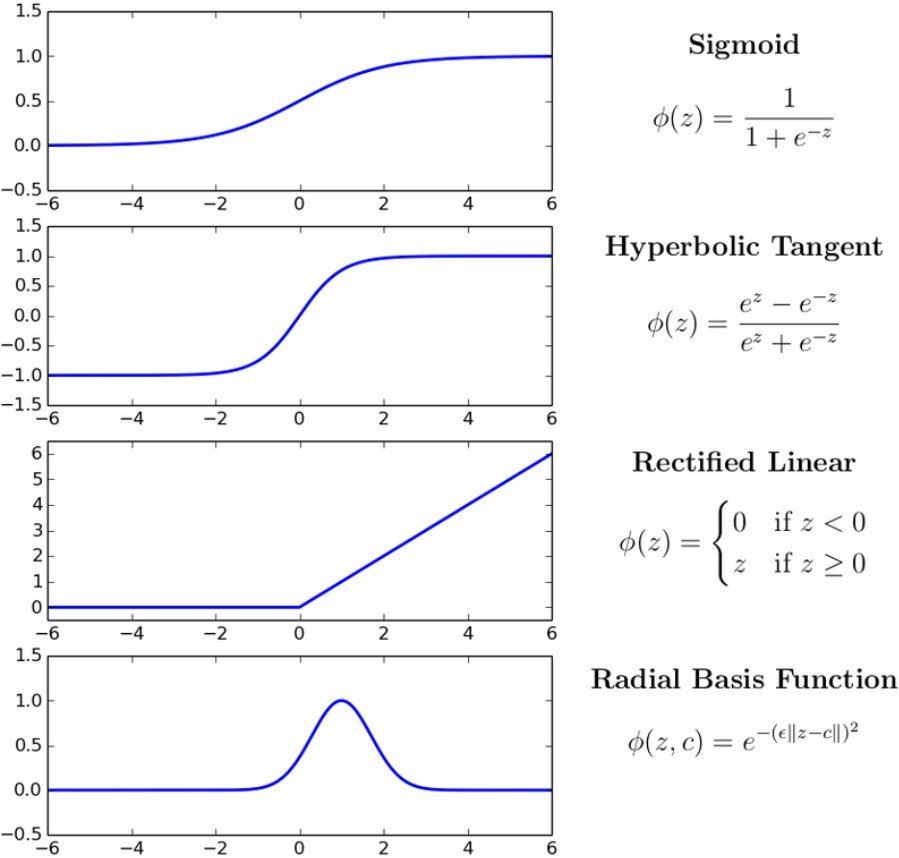 1.5
1.0
0.5
0.0
−0.5
−6 −4 −2 0 2 4 6
Sigmoid
ϕ(z) = 1 / (1 + e^{−z})
1.5
1.0
0.5
0.0
−0.5
−1.0
−1.5
−6 −4 −2 0 2 4 6
Hyperbolic Tangent
ϕ(z) = (e^z − e^{−z}) / (e^z + e^{−z})
6
5
4
3
2
1
0
−6 −4 −2 0 2 4 6
Rectified Linear
ϕ(z) = { 0 if z < 0
z if z ≥ 0
1.5
1.0
0.5
0.0
−0.5
−6 −4 −2 0 2 4 6
Radial Basis Function
ϕ(z, c) = e^{−(ϵ‖z−c‖)^2}